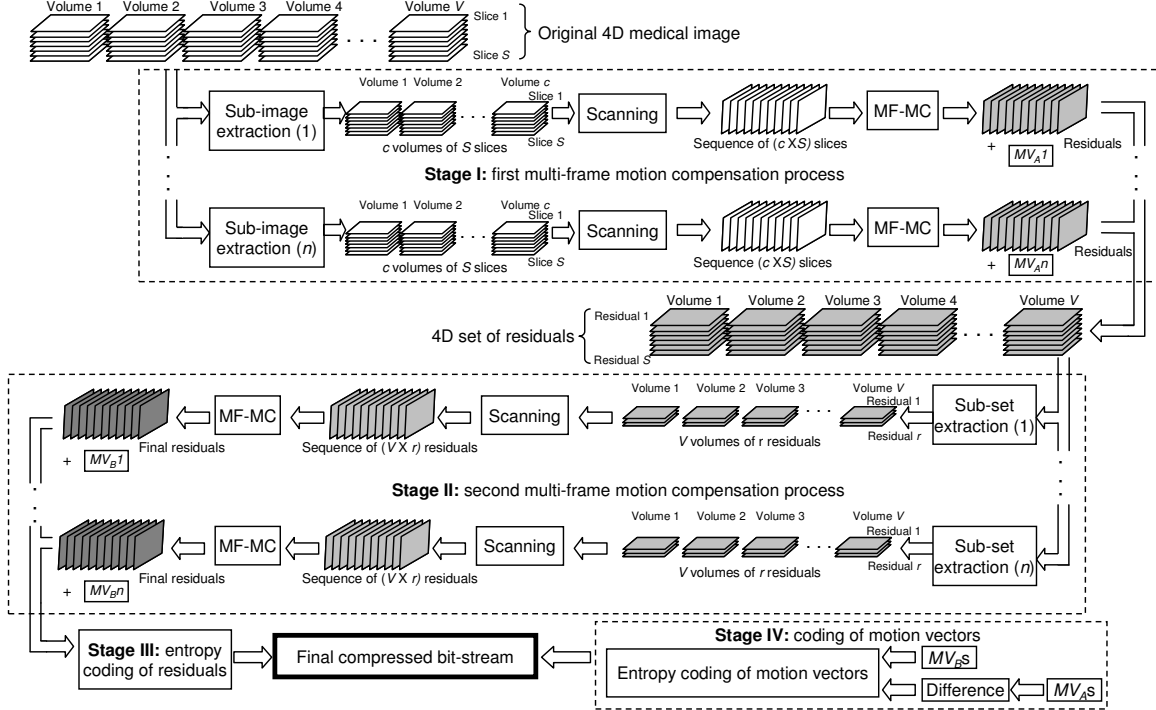 Volume 1 Volume 2 Volume 3 Volume 4 Volume V
Slice 1
Slice S
Original 4D medical image
. . .
Sub-image
extraction (1)
Volume 1 Volume 2 Volume c
Slice 1
Slice S
. . .
c volumes of S slices
Scanning
Sequence of (c XS) slices
MF-MC
Residuals
+ MVA1
Stage I: first multi-frame motion compensation process
Sub-image
extraction (n)
Volume 1 Volume 2 Volume c
Slice 1
Slice S
. . .
c volumes of S slices
Scanning
Sequence (c XS) slices
MF-MC
Residuals
+ MVAn
Volume 1 Volume 2 Volume 3 Volume 4 Volume V
4D set of residuals
Residual 1
Residual S
. . .
Sub-set
extraction (1)
Volume 1 Volume 2 Volume 3 Volume V
Residual 1
Residual r
. . .
V volumes of r residuals
Scanning
Sequence of (V X r) residuals
MF-MC
Final residuals
+ MVB1
Stage II: second multi-frame motion compensation process
Sub-set
extraction (n)
Volume 1 Volume 2 Volume 3 Volume V
Residual 1
Residual r
. . .
V volumes of r residuals
Scanning
Sequence of (V X r) residuals
MF-MC
Final residuals
+ MVBn
Stage III: entropy
coding of residuals
Final compressed bit-stream
Stage IV: coding of motion vectors
Entropy coding of motion vectors
MVBs
Difference
MVAs